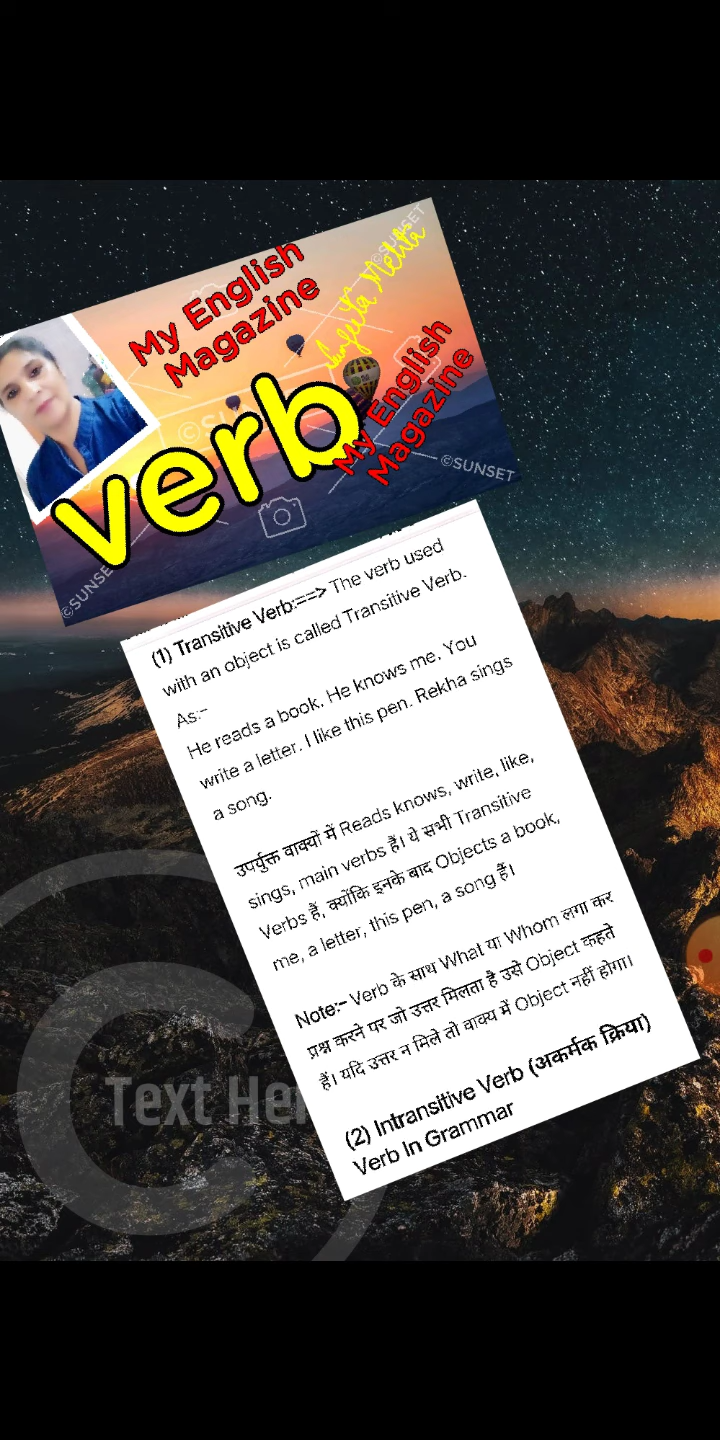 My English
Magazine
©SUNSET
My English
Magazine
verb
©SUNSET
©SUNSET
(1) Transitive Verb:==> The verb used
with an object is called Transitive Verb.
As:-
He reads a book. He knows me. You
write a letter. I like this pen. Rekha sings
a song.
उपर्युक्त वाक्यों में Reads knows, write, like,
sings, main verbs हैं। ये सभी Transitive
Verbs हैं, क्योंकि इनके बाद Objects a book,
me, a letter, this pen, a song हैं।
Note:- Verb के साथ What या Whom लगा कर
प्रश्न करने पर जो उत्तर मिलता है उसे Object कहते
हैं। यदि उत्तर न मिले तो वाक्य में Object नहीं होगा।
(2) Intransitive Verb (अकर्मक क्रिया)
Verb In Grammar
Text Her